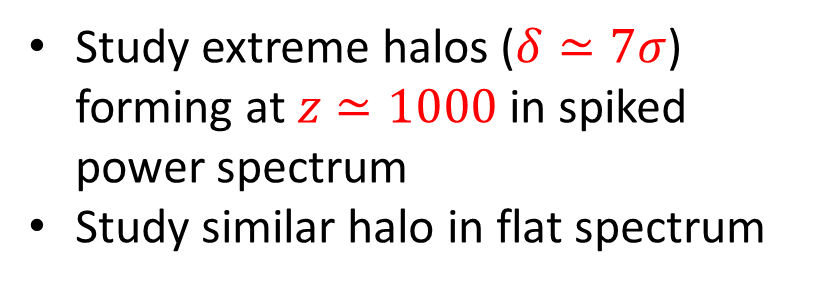 • Study extreme halos (δ ≃ 7σ)
forming at z ≃ 1000 in spiked
power spectrum
• Study similar halo in flat spectrum